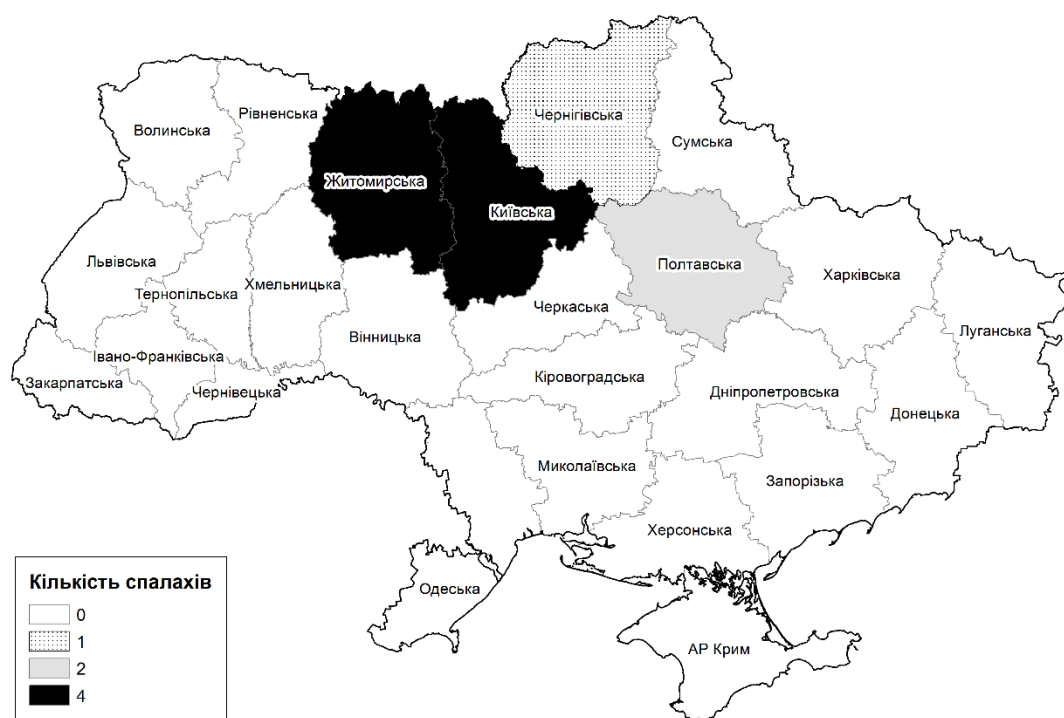 Чернігівська
Рівненська
Волинська
Сумська
Житомирська
Київська
Львівська
Полтавська
Харківська
Хмельницька
Тернопільська
Черкаська
Луганська
Вінницька
Івано-Франківська
Закарпатська
Чернівецька
Кіровоградська
Дніпропетровська
Донецька
Миколаївська
Запорізька
Херсонська
Одеська
АР Крим
Кількість спалахів
0
1
2
4